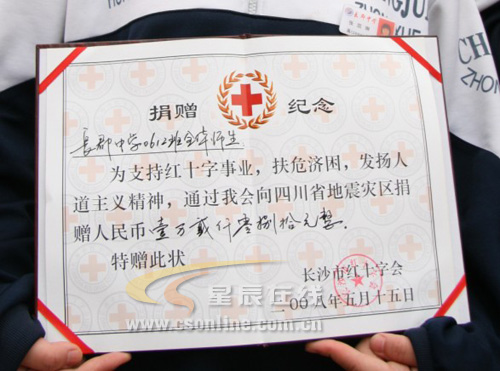 捐赠 纪念
長郡中学0612班全体师生
为支持红十字事业，扶危济困，发扬人
道主义精神，通过我会向四川省地震灾区捐
赠人民币壹万贰仟零捌拾元整
特赠此状
长沙市红十字会
二〇〇八年五月十五日
星辰在线
www.csonline.com.cn
CH
ZHONG